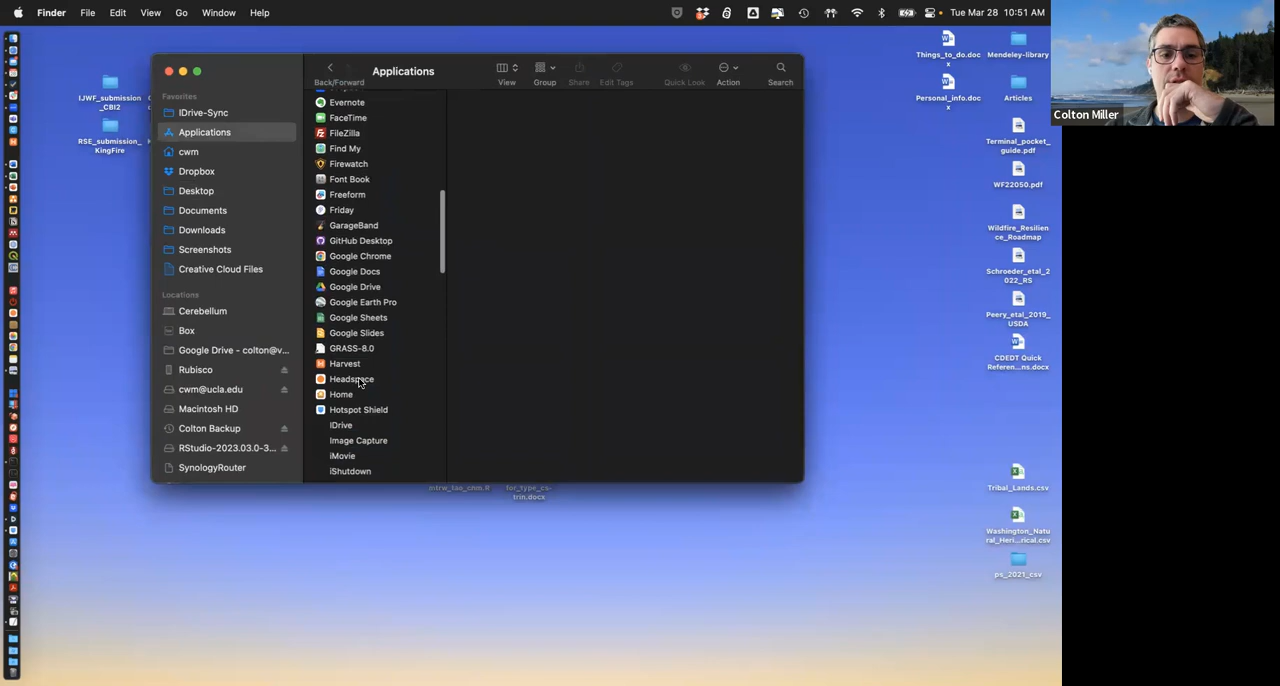 Finder File Edit View Go Window Help
Tue Mar 28 10:51 AM
IJWF_submission
_CBI2
RSE_submission_
KingFire
Back/Forward
Applications
View
Group
Share
Edit Tags
Quick Look
Action
Search
Favorites
IDrive-Sync
Applications
cwm
Dropbox
Desktop
Documents
Downloads
Screenshots
Creative Cloud Files
Locations
Cerebellum
Box
Google Drive - colton@v...
Rubisco
cwm@ucla.edu
Macintosh HD
Colton Backup
RStudio-2023.03.0-3...
SynologyRouter
Evernote
FaceTime
FileZilla
Find My
Firewatch
Font Book
Freeform
Friday
GarageBand
GitHub Desktop
Google Chrome
Google Docs
Google Drive
Google Earth Pro
Google Sheets
Google Slides
GRASS-8.0
Harvest
Headspace
Home
Hotspot Shield
IDrive
Image Capture
iMovie
iShutdown
Things_to_do.doc
x
Mendeley-library
Personal_info.doc
x
Articles
Terminal_pocket_
guide.pdf
WF22050.pdf
Wildfire_Resilien
ce_Roadmap
Schroeder_etal_2
022_RS
Peery_etal_2019_
USDA
CDEDT Quick
Referen...ns.docx
Tribal_Lands.csv
Washington_Natu
ral_Heri...rical.csv
ps_2021_csv
Colton Miller